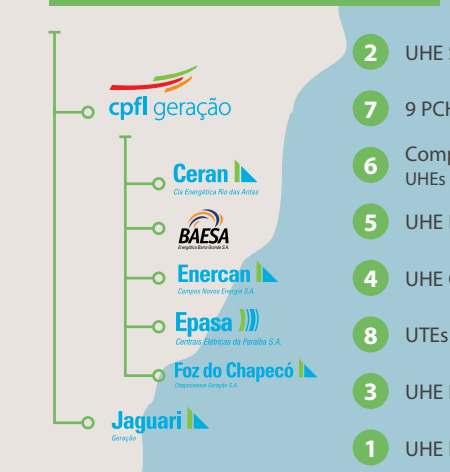 cpfl geração
Ceran
Cia Energética Rio das Antas
BAESA
Energética Barra Grande S.A.
Enercan
Campos Novos Energia S.A.
Epasa
Centrais Elétricas da Paraíba S.A.
Foz do Chapecó
Chapecoense Geração S.A.
Jaguari
Geração
2 UHE
7 9 PCH
6 Comp
UHEs
5 UHE
4 UHE
8 UTEs
3 UHE
1 UHE